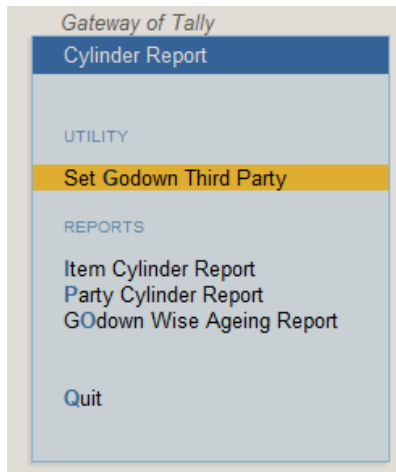 Gateway of Tally
Cylinder Report
UTILITY
Set Godown Third Party
REPORTS
Item Cylinder Report
Party Cylinder Report
GOdown Wise Ageing Report
Quit